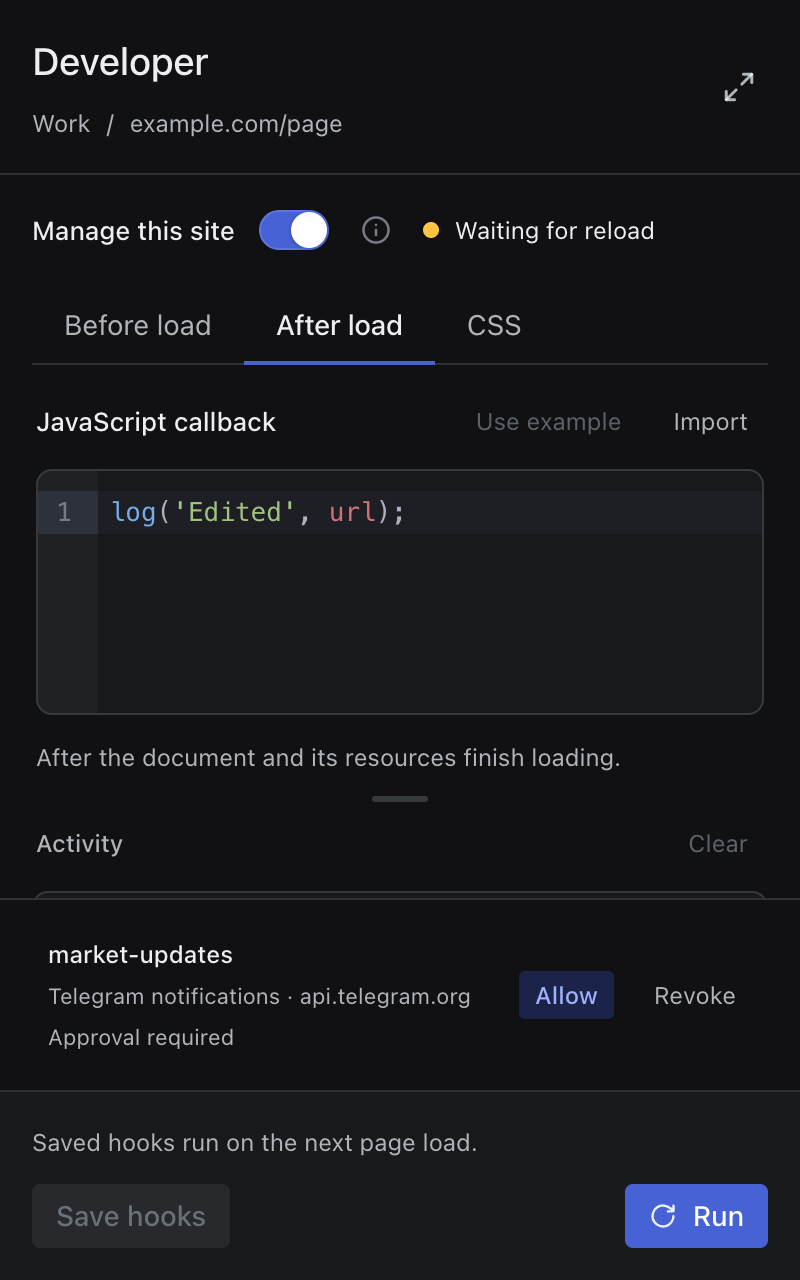 Developer
Work / example.com/page
Manage this site Waiting for reload
Before load After load CSS
JavaScript callback Use example Import
1 log('Edited', url);
After the document and its resources finish loading.
Activity Clear
market-updates
Telegram notifications · api.telegram.org
Approval required
Allow Revoke
Saved hooks run on the next page load.
Save hooks Run